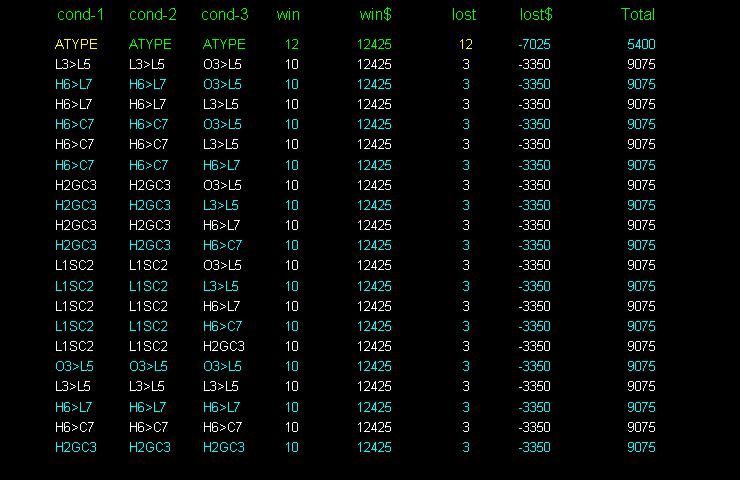 cond-1 cond-2 cond-3 win win$ lost lost$ Total
ATYPE ATYPE ATYPE 12 12425 12 -7025 5400
L3>L5 L3>L5 O3>L5 10 12425 3 -3350 9075
H6>L7 H6>L7 O3>L5 10 12425 3 -3350 9075
H6>L7 H6>L7 L3>L5 10 12425 3 -3350 9075
H6>C7 H6>C7 O3>L5 10 12425 3 -3350 9075
H6>C7 H6>C7 L3>L5 10 12425 3 -3350 9075
H6>C7 H6>C7 H6>L7 10 12425 3 -3350 9075
H2GC3 H2GC3 O3>L5 10 12425 3 -3350 9075
H2GC3 H2GC3 L3>L5 10 12425 3 -3350 9075
H2GC3 H2GC3 H6>L7 10 12425 3 -3350 9075
H2GC3 H2GC3 H6>C7 10 12425 3 -3350 9075
L1SC2 L1SC2 O3>L5 10 12425 3 -3350 9075
L1SC2 L1SC2 L3>L5 10 12425 3 -3350 9075
L1SC2 L1SC2 H6>L7 10 12425 3 -3350 9075
L1SC2 L1SC2 H6>C7 10 12425 3 -3350 9075
L1SC2 L1SC2 H2GC3 10 12425 3 -3350 9075
O3>L5 O3>L5 O3>L5 10 12425 3 -3350 9075
L3>L5 L3>L5 L3>L5 10 12425 3 -3350 9075
H6>L7 H6>L7 H6>L7 10 12425 3 -3350 9075
H6>C7 H6>C7 H6>C7 10 12425 3 -3350 9075
H2GC3 H2GC3 H2GC3 10 12425 3 -3350 9075